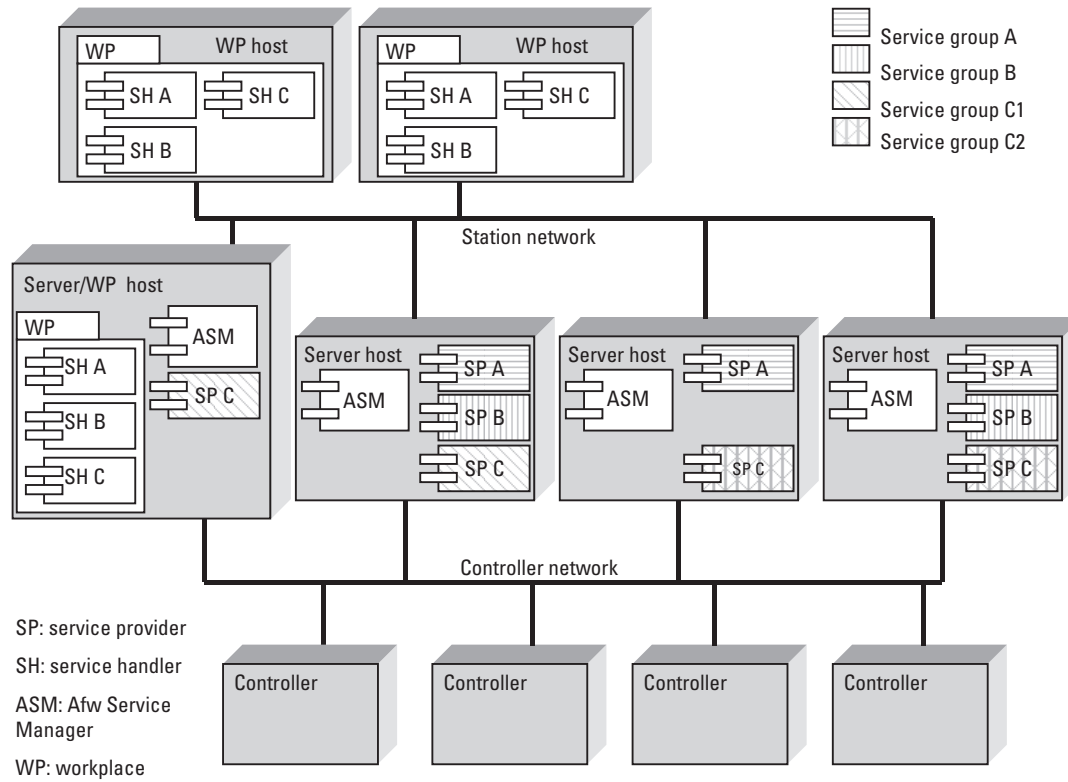 WP
WP host
SH A
SH C
SH B
WP
WP host
SH A
SH C
SH B
Service group A
Service group B
Service group C1
Service group C2
Station network
Server/WP host
WP
ASM
SH A
SP C
SH B
SH C
Server host
SP A
ASM
SP B
SP C
Server host
SP A
ASM
SP C
Server host
SP A
ASM
SP B
SP C
Controller network
SP: service provider
SH: service handler
ASM: Afw Service
Manager
WP: workplace
Controller
Controller
Controller
Controller